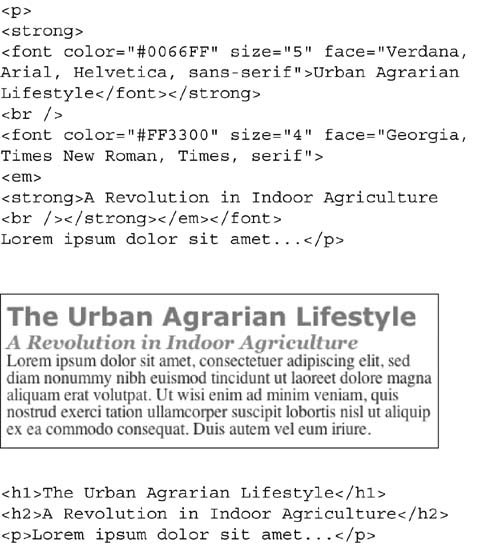 <p>
<strong>
<font color="#0066FF" size="5" face="Verdana,
Arial, Helvetica, sans-serif">Urban Agrarian
Lifestyle</font></strong>
<br />
<font color="#FF3300" size="4" face="Georgia,
Times New Roman, Times, serif">
<em>
<strong>A Revolution in Indoor Agriculture
<br /></strong></em></font>
Lorem ipsum dolor sit amet...</p>
The Urban Agrarian Lifestyle
A Revolution in Indoor Agriculture
Lorem ipsum dolor sit amet, consectetuer adipiscing elit, sed
diam nonummy nibh euismod tincidunt ut laoreet dolore magna
aliquam erat volutpat. Ut wisi enim ad minim veniam, quis
nostrud exerci tation ullamcorper suscipit lobortis nisl ut aliquip
ex ea commodo consequat. Duis autem vel eum iriure.
<h1>The Urban Agrarian Lifestyle</h1>
<h2>A Revolution in Indoor Agriculture</h2>
<p>Lorem ipsum dolor sit amet...</p>